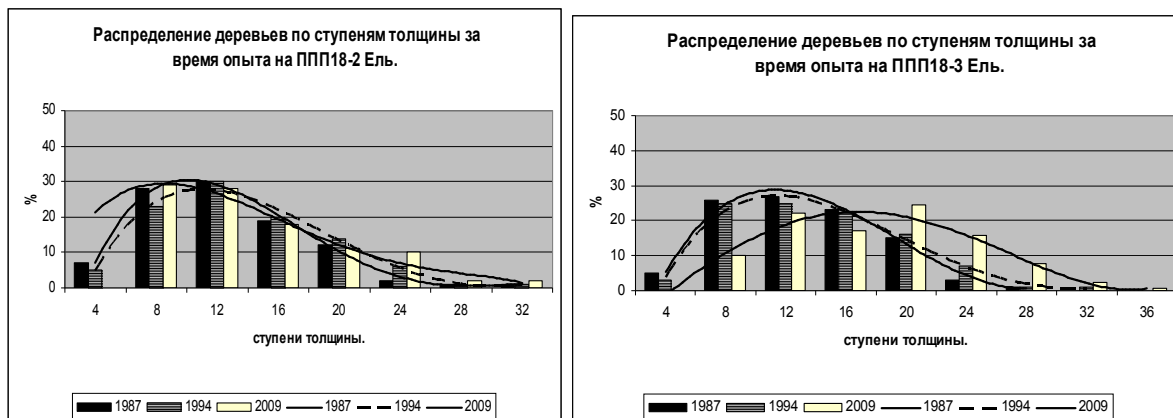 Распределение деревьев по ступеням толщины за
время опыта на ППП18-2 Ель.
50
40
30
20
10
0
%
4 8 12 16 20 24 28 32
ступени толщины.
1987 1994 2009 1987 1994 2009
Распределение деревьев по ступеням толщины за
время опыта на ППП18-3 Ель.
50
40
30
20
10
0
%
4 8 12 16 20 24 28 32 36
ступени толщины.
1987 1994 2009 1987 1994 2009